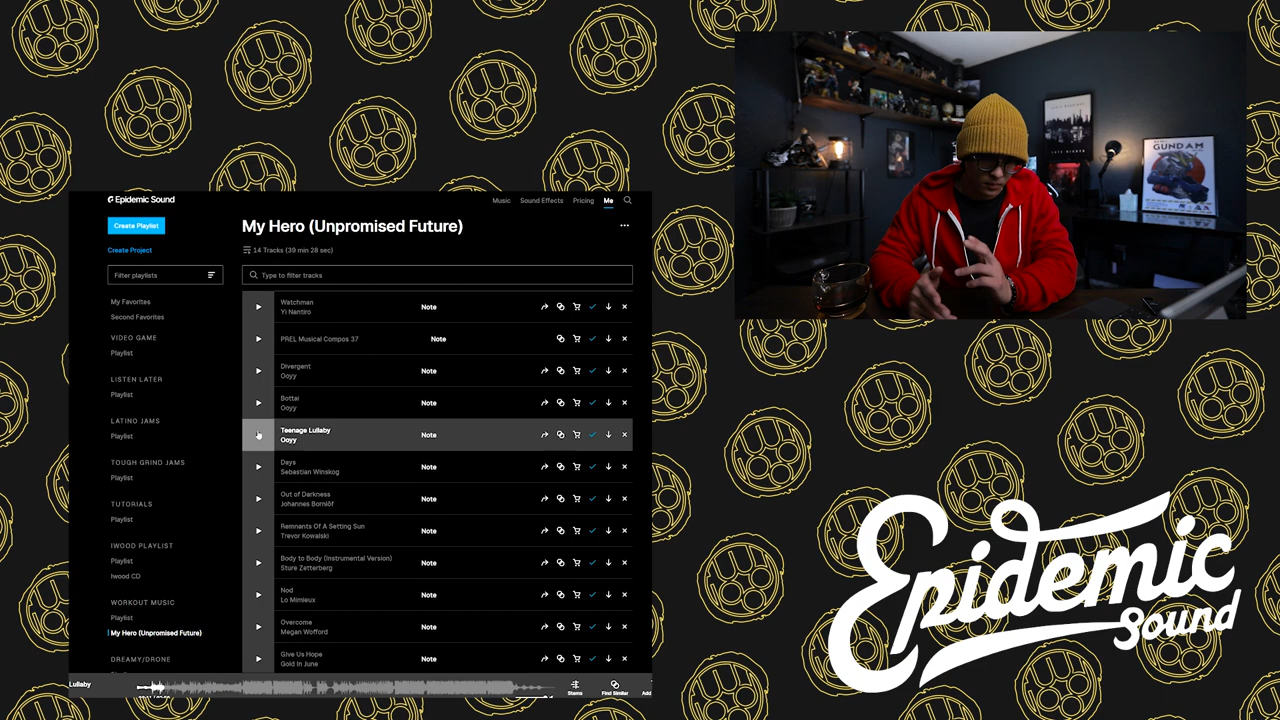 GUNDAM
Epidemic Sound
Music
Sound Effects
Pricing
Me
Create Playlist
My Hero (Unpromised Future)
Create Project
14 Tracks (39 min 28 sec)
Filter playlists
Type to filter tracks
My Favorites
Second Favorites
VIDEO GAME
Playlist
LISTEN LATER
Playlist
LATINO JAMS
Playlist
TOUGH GRIND JAMS
Playlist
TUTORIALS
Playlist
IWOOD PLAYLIST
Playlist
Iwood CD
WORKOUT MUSIC
Playlist
My Hero (Unpromised Future)
DREAMY/DRONE
Watchman
Yi Nantiro
Note
PREL Musical Compos 37
Note
Divergent
Ooyy
Note
Bottai
Ooyy
Note
Teenage Lullaby
Ooyy
Note
Days
Sebastian Winskog
Note
Out of Darkness
Johannes Bornlöf
Note
Remnants Of A Setting Sun
Trevor Kowalski
Note
Body to Body (Instrumental Version)
Sture Zetterberg
Note
Nod
Lo Mimieux
Note
Overcome
Megan Wofford
Note
Give Us Hope
Gold In June
Note
Lullaby
Stems
Find Similar
Add
Epidemic
Sound